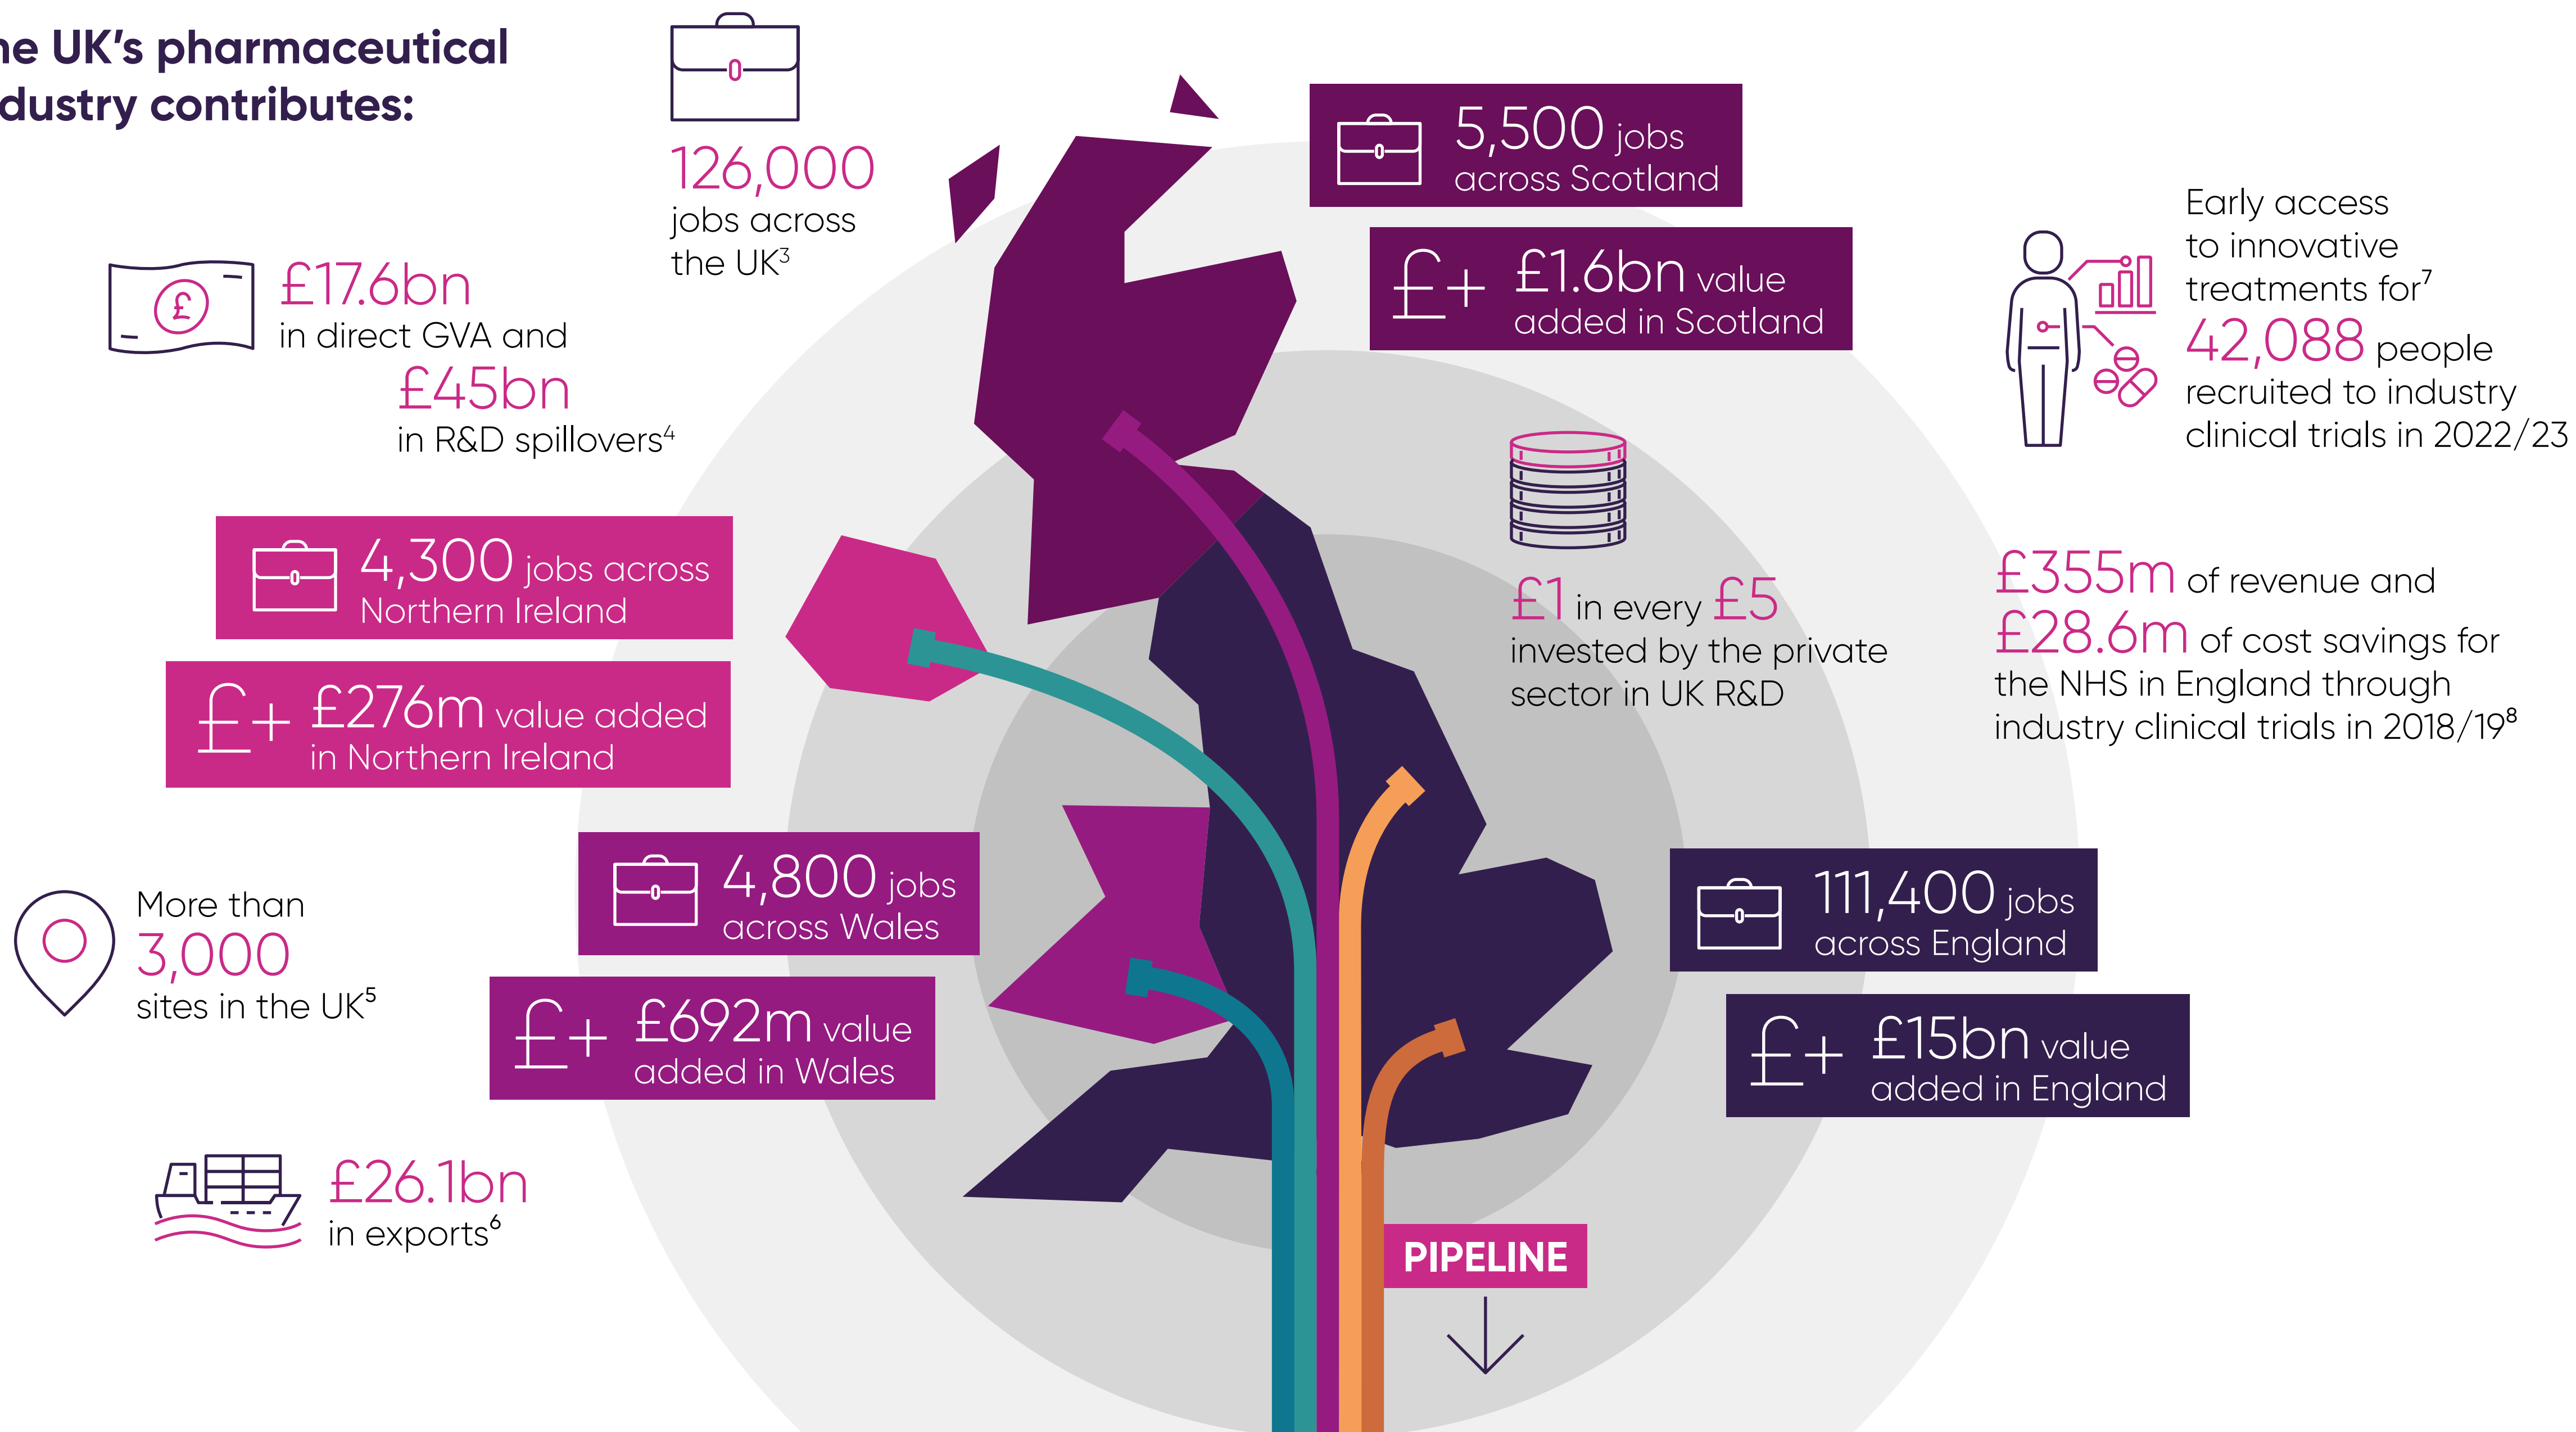 ne UK's pharmaceutical
dustry contributes:
126,000
jobs across
the UK³
£17.6bn
in direct GVA and
£45bn
in R&D spillovers⁴
5,500 jobs
across Scotland
£+ £1.6bn value
added in Scotland
Early access
to innovative
treatments for⁷
42,088 people
recruited to industry
clinical trials in 2022/23
4,300 jobs across
Northern Ireland
£+ £276m value added
in Northern Ireland
£1 in every £5
invested by the private
sector in UK R&D
£355m of revenue and
£28.6m of cost savings for
the NHS in England through
industry clinical trials in 2018/19⁸
More than
3,000
sites in the UK⁵
4,800 jobs
across Wales
£+ £692m value
added in Wales
111,400 jobs
across England
£+ £15bn value
added in England
£26.1bn
in exports⁶
PIPELINE